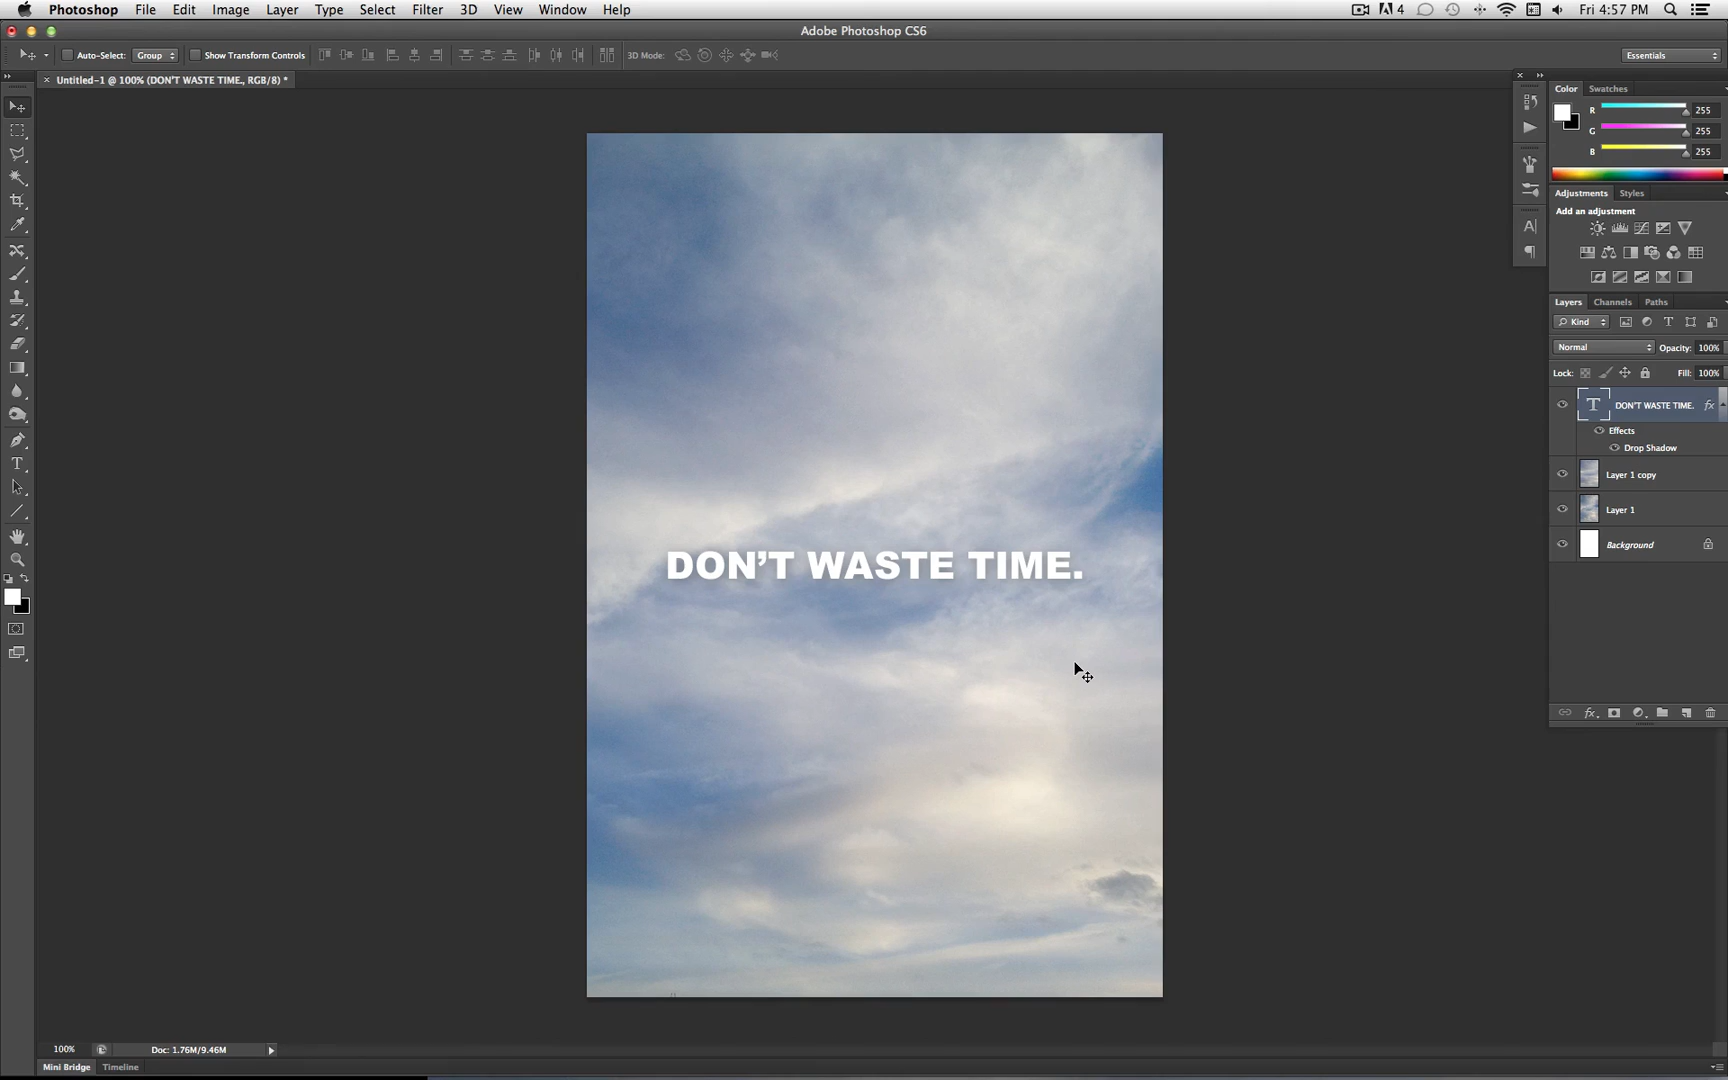 Photoshop File Edit Image Layer Type Select Filter 3D View Window Help 4 Fri 4:57 PM
Adobe Photoshop CS6
Auto-Select: Group Show Transform Controls 3D Mode: Essentials
× Untitled-1 @ 100% (DON'T WASTE TIME., RGB/8) *
Color Swatches
R 255
G 255
B 255
Adjustments Styles
Add an adjustment
Layers Channels Paths
Kind
Normal Opacity: 100%
Lock: Fill: 100%
T DON'T WASTE TIME. fx
Effects
Drop Shadow
Layer 1 copy
Layer 1
Background
DON’T WASTE TIME.
100% Doc: 1.76M/9.46M
Mini Bridge Timeline